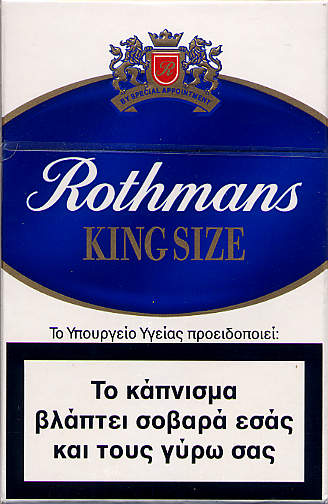 R
BY SPECIAL APPOINTMENT
Rothmans
KING SIZE
Το Υπουργείο Υγείας προειδοποιεί:
Το κάπνισμα
βλάπτει σοβαρά εσάς
και τους γύρω σας